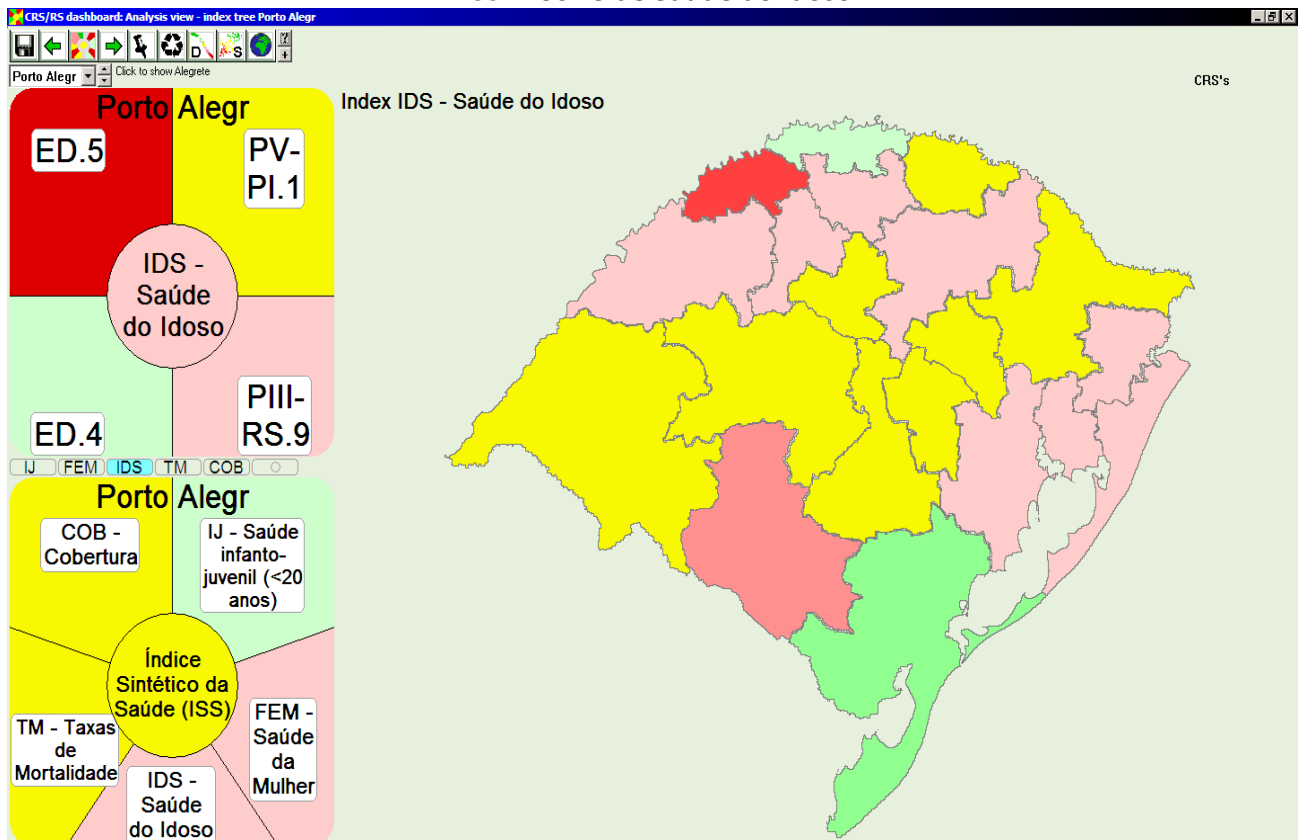 CRS/RS dashboard: Analysis view - index tree Porto Alegr
D
S
?
+
Porto Alegr
Click to show Alegrete
CRS's
Index IDS - Saúde do Idoso
Porto Alegr
ED.5
PV-
PI.1
IDS -
Saúde
do Idoso
ED.4
PIII-
RS.9
IJ FEM IDS TM COB
Porto Alegr
COB -
Cobertura
IJ - Saúde
infanto-
juvenil (<20
anos)
Índice
Sintético da
Saúde (ISS)
TM - Taxas
de
Mortalidade
FEM -
Saúde
da
Mulher
IDS -
Saúde
do Idoso